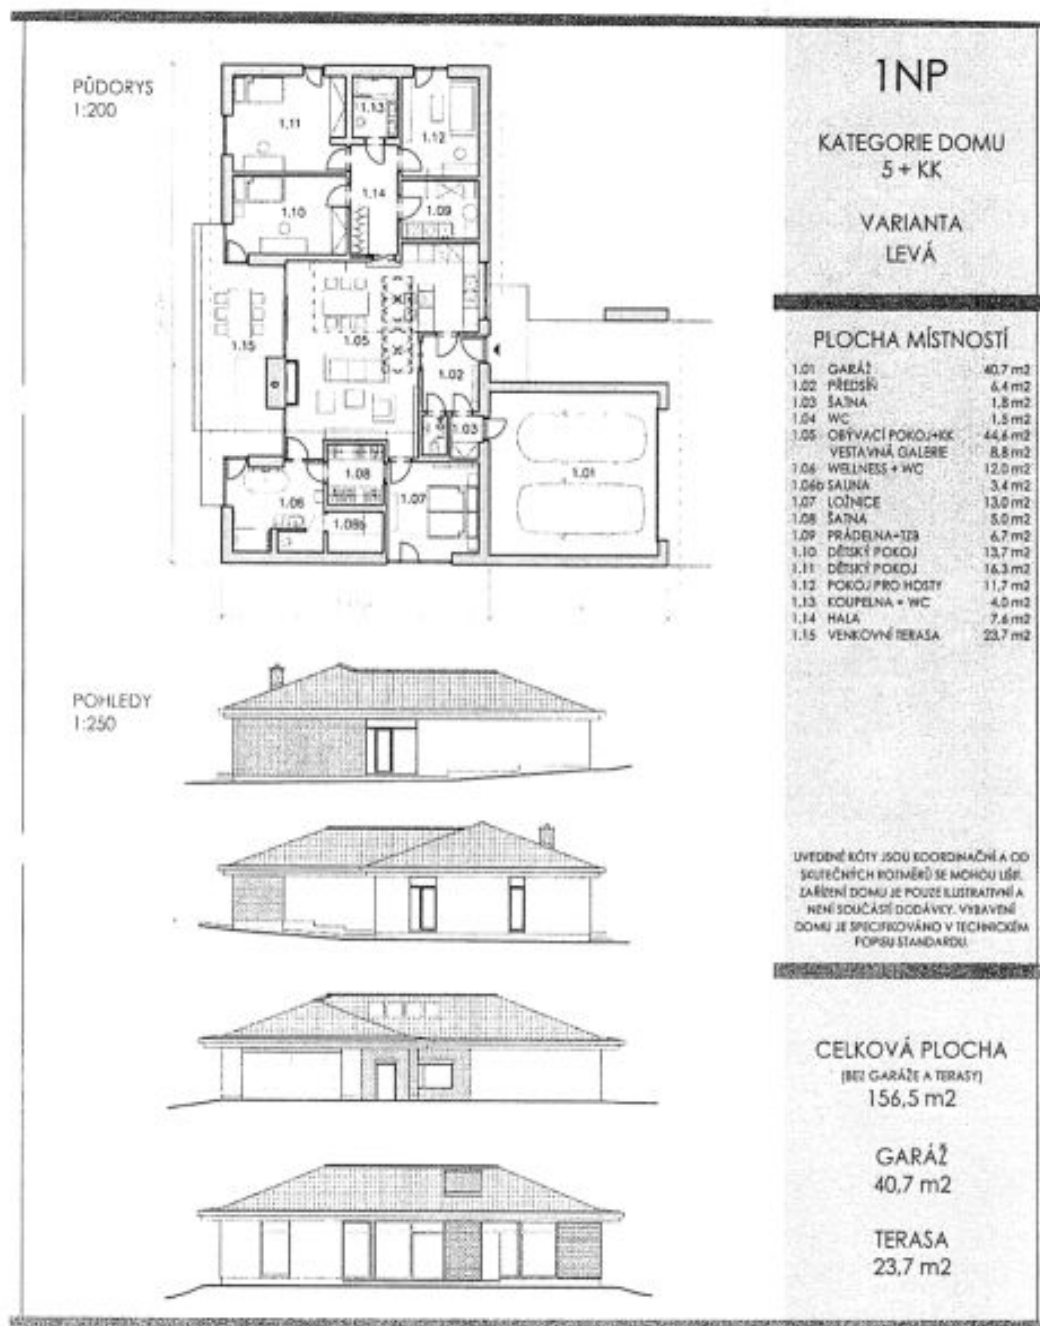 PŮDORYS
1:200
1.11
1.13
1.12
1.14
1.10
1.09
1.15
1.05
1.02
1.04
1.03
1.01
1.08
1.07
1.06
1.08b
POHLEDY
1:250
1NP
KATEGORIE DOMU
5 + KK
VARIANTA
LEVÁ
PLOCHA MÍSTNOSTÍ
1.01 GARÁŽ 40,7 m2
1.02 PŘEDSÍŇ 6,4 m2
1.03 ŠATNA 1,8 m2
1.04 WC 1,5 m2
1.05 OBÝVACÍ POKOJ+KK 44,6 m2
VESTAVNÁ GALERIE 8,8 m2
1.06 WELLNESS + WC 12,0 m2
1.06b SAUNA 3,4 m2
1.07 LOŽNICE 13,0 m2
1.08 ŠATNA 5,0 m2
1.09 PRÁDELNA+TZB 6,7 m2
1.10 DĚTSKÝ POKOJ 13,7 m2
1.11 DĚTSKÝ POKOJ 16,3 m2
1.12 POKOJ PRO HOSTY 11,7 m2
1.13 KOUPELNA + WC 4,0 m2
1.14 HALA 7,6 m2
1.15 VENKOVNÍ TERASA 23,7 m2
UVEDENÉ KÓTY JSOU KOORDINAČNÍ A OD
SKUTEČNÝCH ROZMĚRŮ SE MOHOU LIŠIT.
ZAŘÍZENÍ DOMU JE POUZE ILUSTRATIVNÍ A
NENÍ SOUČÁSTÍ DODÁVKY. VYBAVENÍ
DOMU JE SPECIFIKOVÁNO V TECHNICKÉM
POPISU STANDARDU.
CELKOVÁ PLOCHA
(BEZ GARÁŽE A TERASY)
156,5 m2
GARÁŽ
40,7 m2
TERASA
23,7 m2